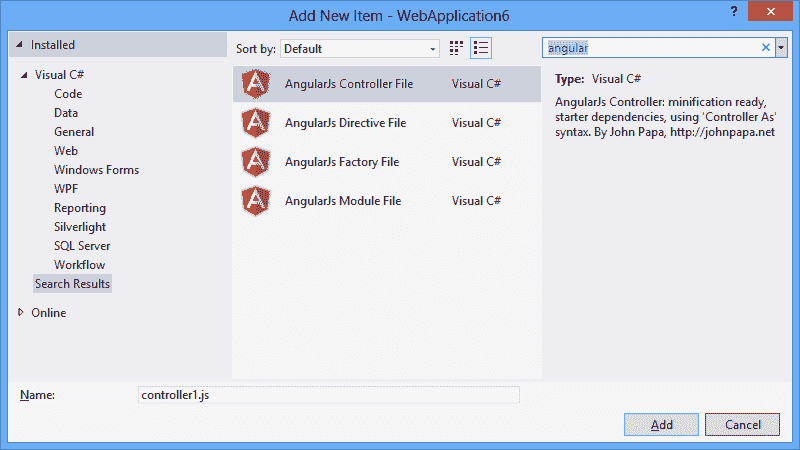 Add New Item - WebApplication6
?
Installed
Sort by: Default
angular
Visual C#
Code
Data
General
Web
Windows Forms
WPF
Reporting
Silverlight
SQL Server
Workflow
Search Results
Online
AngularJs Controller File Visual C#
AngularJs Directive File Visual C#
AngularJs Factory File Visual C#
AngularJs Module File Visual C#
Type: Visual C#
AngularJs Controller: minification ready,
starter dependencies, using 'Controller As'
syntax. By John Papa, http://johnpapa.net
Name: controller1.js
Add Cancel